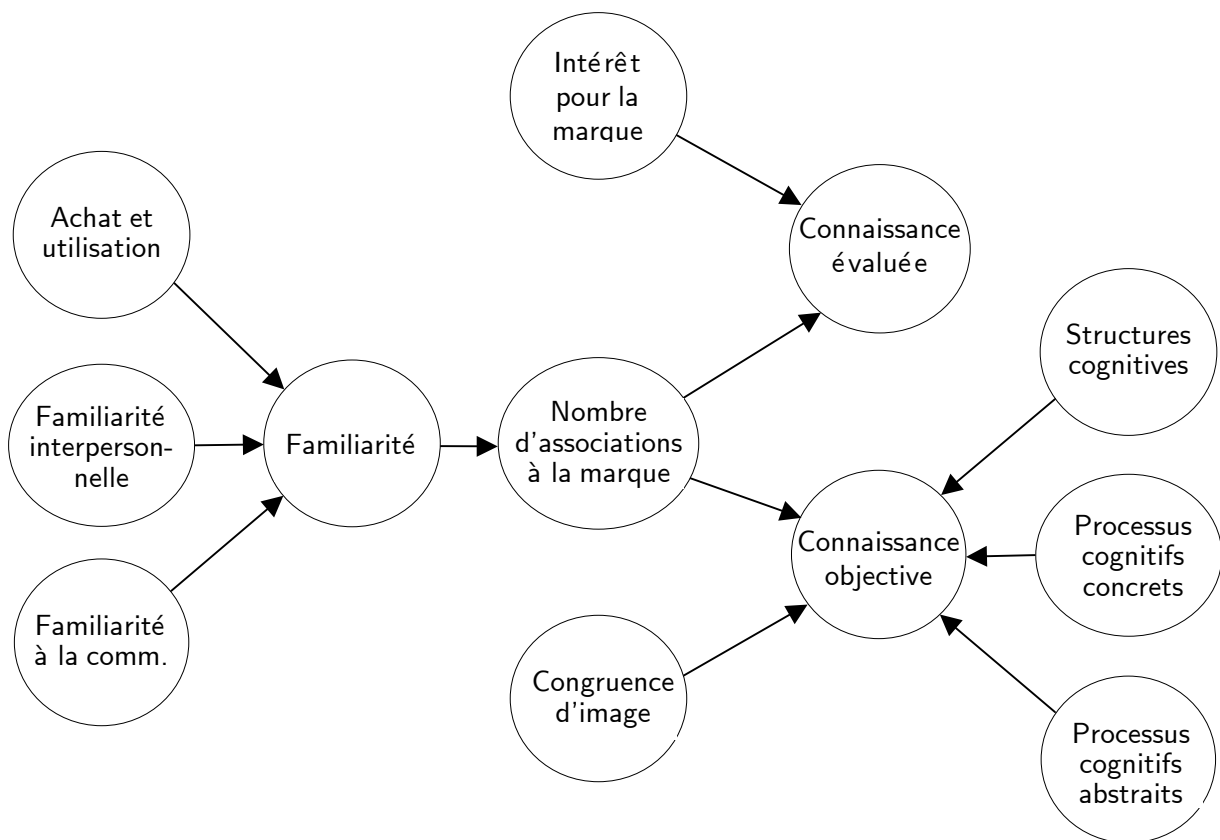 Intérêt
pour la
marque
Achat et
utilisation
Connaissance
évaluée
Structures
cognitives
Familiarité
interperson-
nelle
Familiarité
Nombre
d'associations
à la marque
Connaissance
objective
Processus
cognitifs
concrets
Familiarité
à la comm.
Congruence
d'image
Processus
cognitifs
abstraits